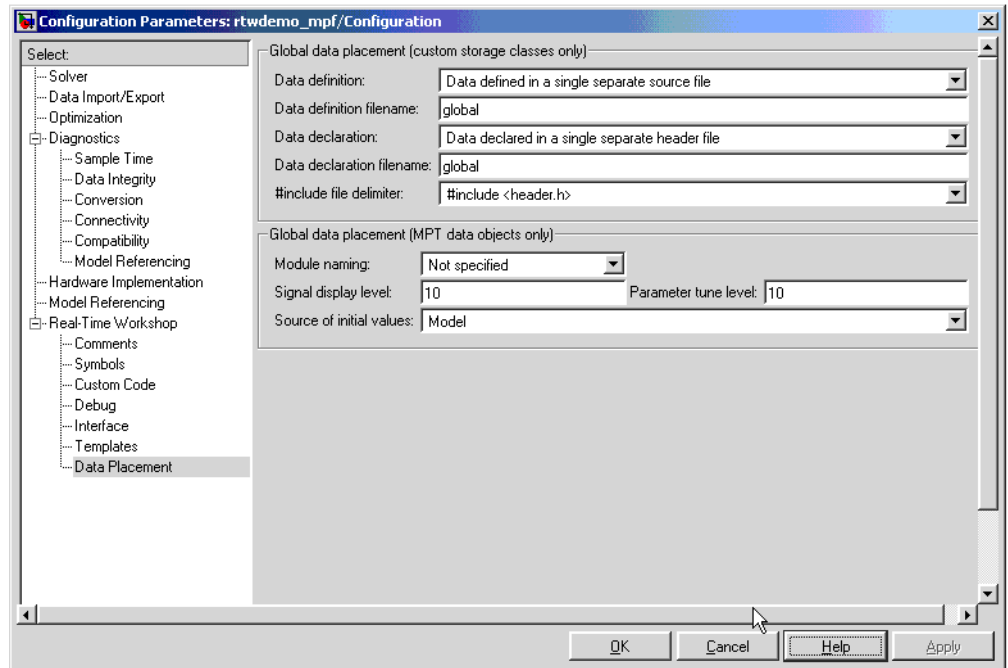 Configuration Parameters: rtwdemo_mpf/Configuration
Select:
Solver
Data Import/Export
Optimization
Diagnostics
Sample Time
Data Integrity
Conversion
Connectivity
Compatibility
Model Referencing
Hardware Implementation
Model Referencing
Real-Time Workshop
Comments
Symbols
Custom Code
Debug
Interface
Templates
Data Placement
Global data placement (custom storage classes only)
Data definition: Data defined in a single separate source file
Data definition filename: global
Data declaration: Data declared in a single separate header file
Data declaration filename: global
#include file delimiter: #include <header.h>
Global data placement (MPT data objects only)
Module naming: Not specified
Signal display level: 10 Parameter tune level: 10
Source of initial values: Model
OK Cancel Help Apply